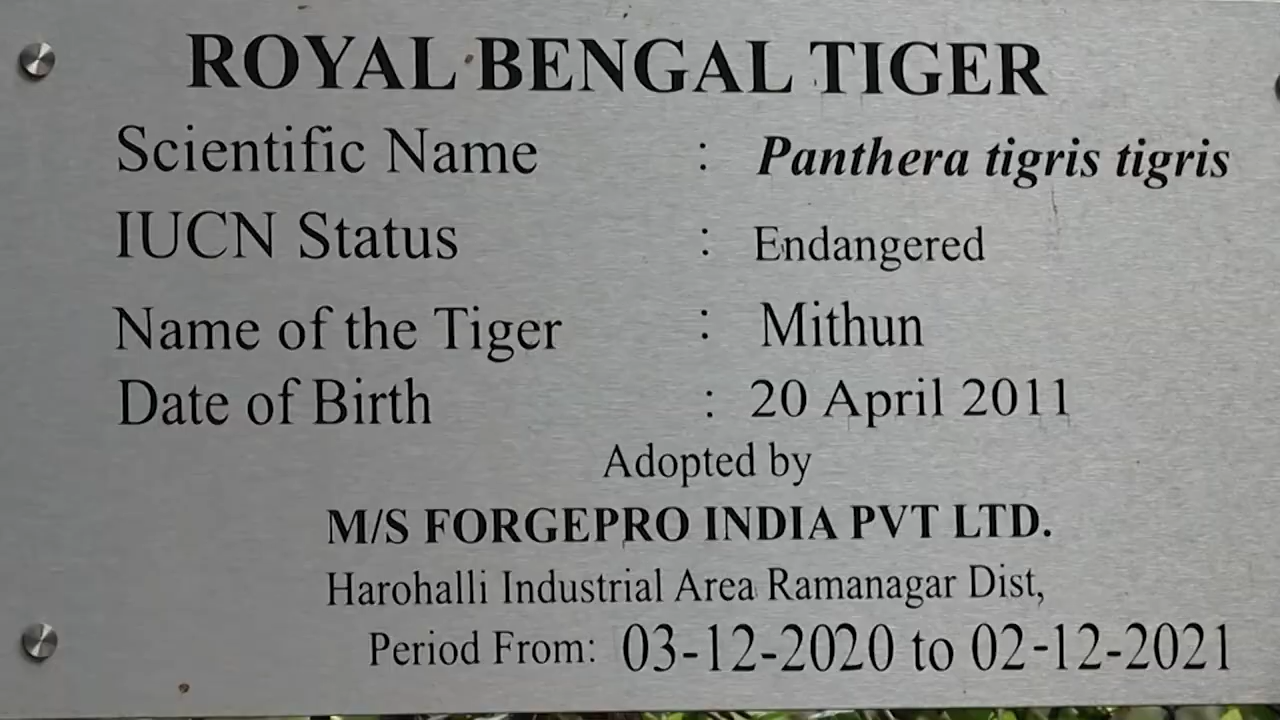 ROYAL BENGAL TIGER
Scientific Name : Panthera tigris tigris
IUCN Status : Endangered
Name of the Tiger : Mithun
Date of Birth : 20 April 2011
Adopted by
M/S FORGEPRO INDIA PVT LTD.
Harohalli Industrial Area Ramanagar Dist,
Period From: 03-12-2020 to 02-12-2021